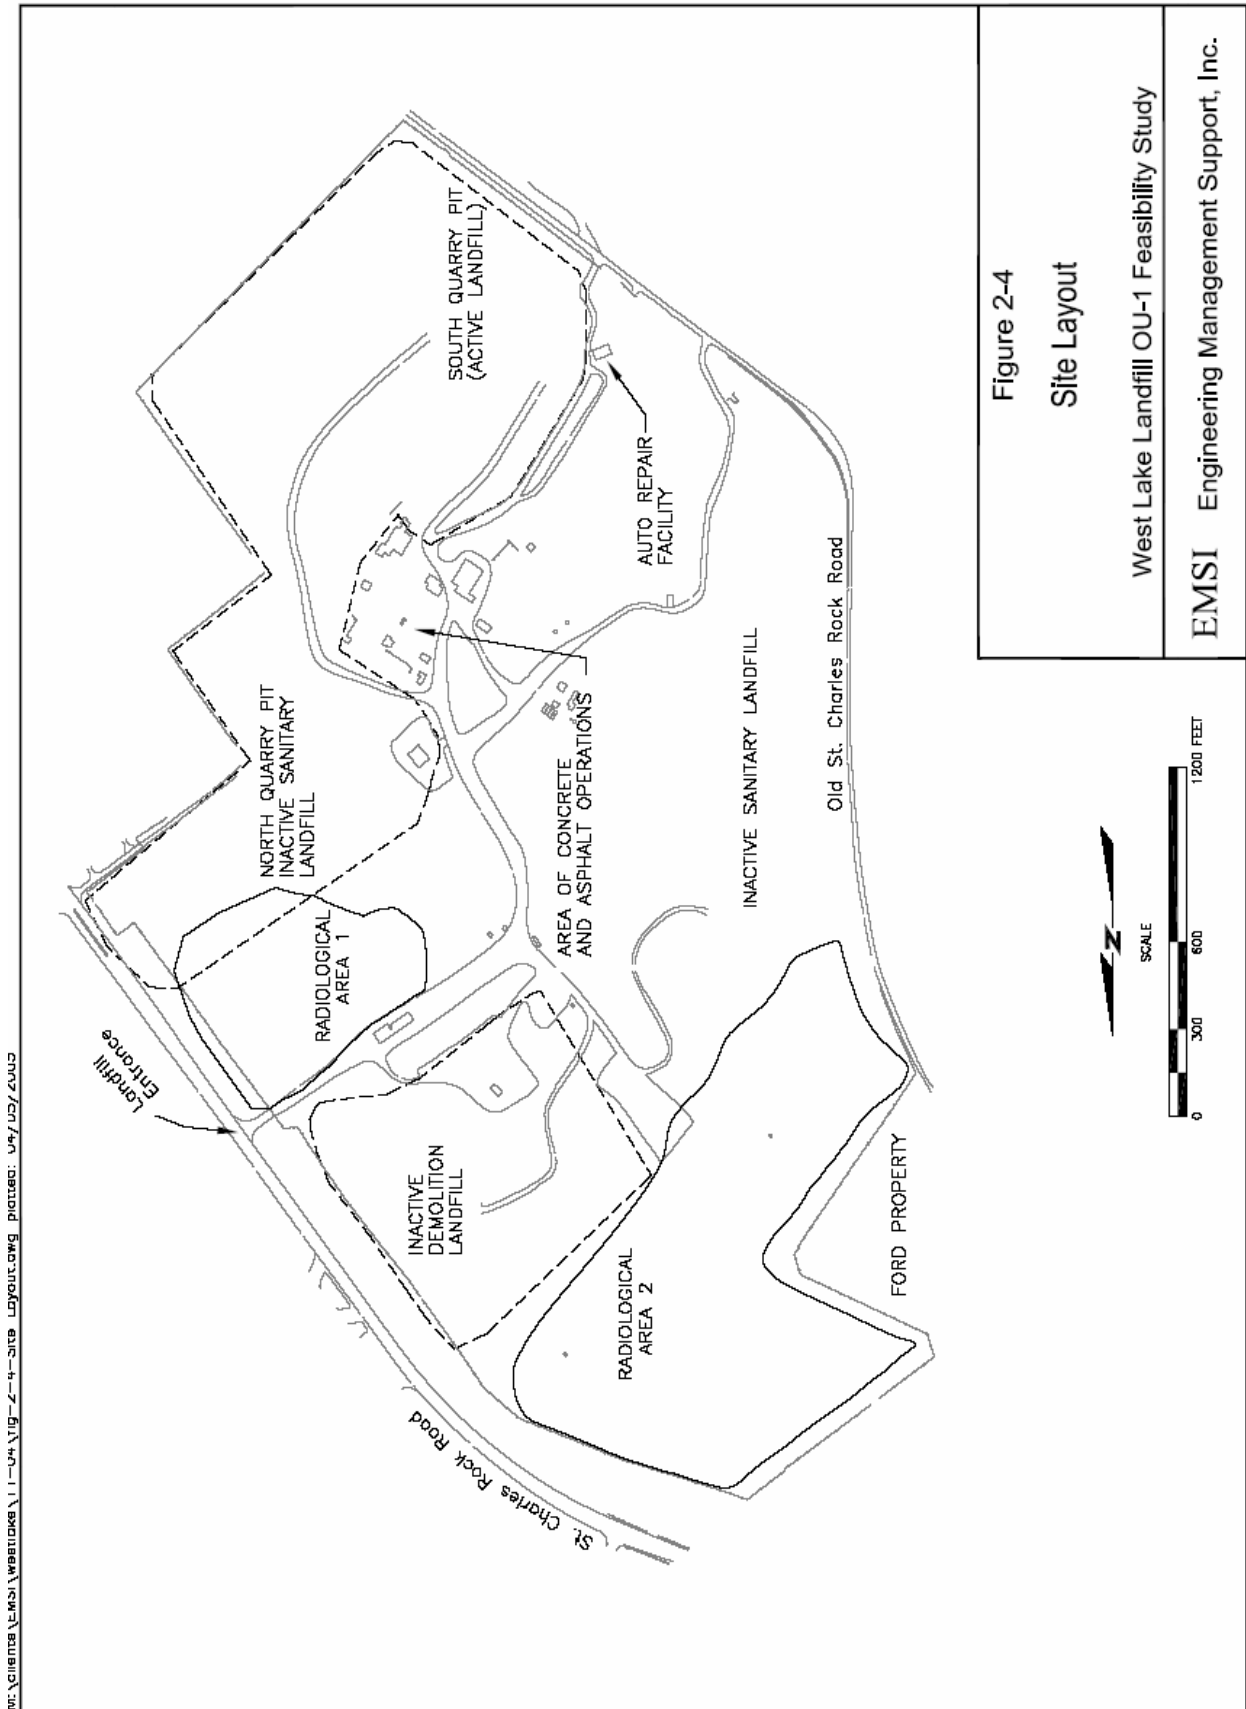 SOUTH QUARRY PIT
(ACTIVE LANDFILL)
NORTH QUARRY PIT
INACTIVE SANITARY
LANDFILL
RADIOLOGICAL
AREA 1
Landfill
Entrance
AUTO REPAIR
FACILITY
AREA OF CONCRETE
AND ASPHALT OPERATIONS
INACTIVE SANITARY LANDFILL
Old St. Charles Rock Road
INACTIVE
DEMOLITION
LANDFILL
RADIOLOGICAL
AREA 2
FORD PROPERTY
St. Charles Rock Road
N
SCALE
0 300 600 1200 FEET
Figure 2-4
Site Layout
West Lake Landfill OU-1 Feasibility Study
EMSI Engineering Management Support, Inc.